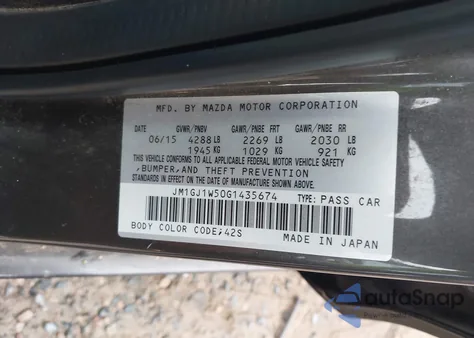 MFD. BY MAZDA MOTOR CORPORATION
GVWR/PNBV GAWR/PNBE FRT GAWR/PNBE RR
06/15 4288 LB 2269 LB 2030 LB
1945 KG 1029 KG 921 KG
THIS VEHICLE CONFORMS TO ALL APPLICABLE FEDERAL MOTOR VEHICLE SAFETY
,BUMPER,AND THEFT PREVENTION
STANDARDS IN EFFECT ON THE DATE OF MANUFACTURE SHOWN ABOVE.
JM1GJ1W50G1435674 TYPE: PASS CAR
BODY COLOR CODE;42S MADE IN JAPAN
autoSnap